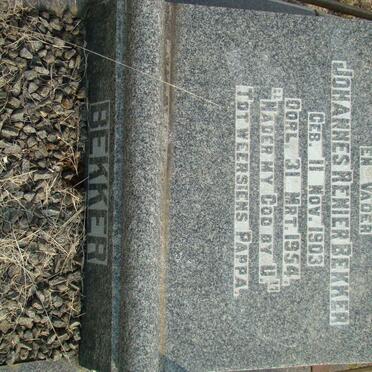 EN VADER
JOHANNES RENIER BEKKER
GEB. 11 NOV. 1903
OORL. 31 MRT. 1954.
"NADER MY GOD BY U"
TOT WEERSIENS PAPPA.
BEKKER